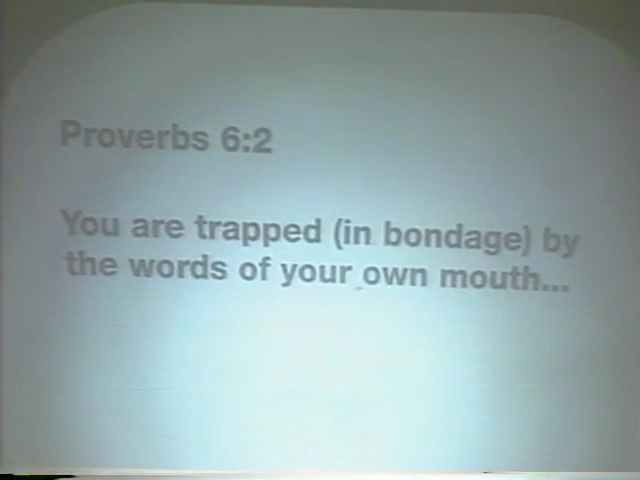 Proverbs 6:2
You are trapped (in bondage) by
the words of your own mouth...